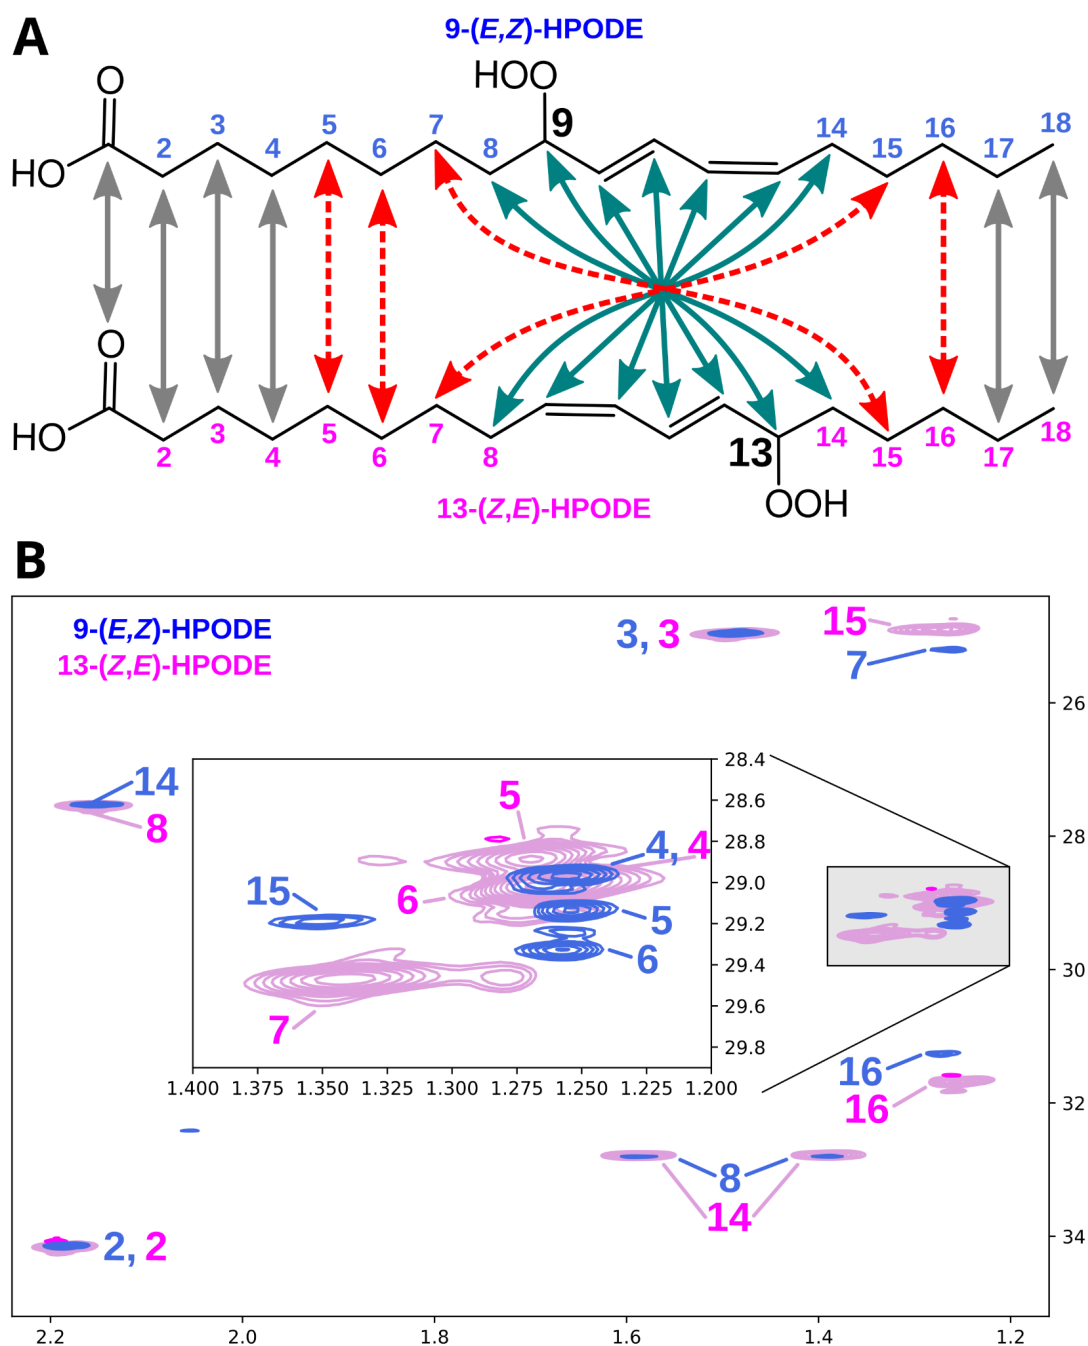 A
9-(E,Z)-HPODE
HOO
O
9
3 5 7 14 16 18
2 4 6 8 15 17
HO
O
HO
3 5 7 14 16 18
2 4 6 8 13 15 17
OOH
13-(Z,E)-HPODE
B
9-(E,Z)-HPODE
13-(Z,E)-HPODE
3, 3
15
7
26
14
8
28
28.4
28.6
28.8
29.0
29.2
29.4
29.6
29.8
5
4, 4
15
6
5
6
7
1.400 1.375 1.350 1.325 1.300 1.275 1.250 1.225 1.200
30
16
16
32
8
14
2, 2
34
2.2 2.0 1.8 1.6 1.4 1.2